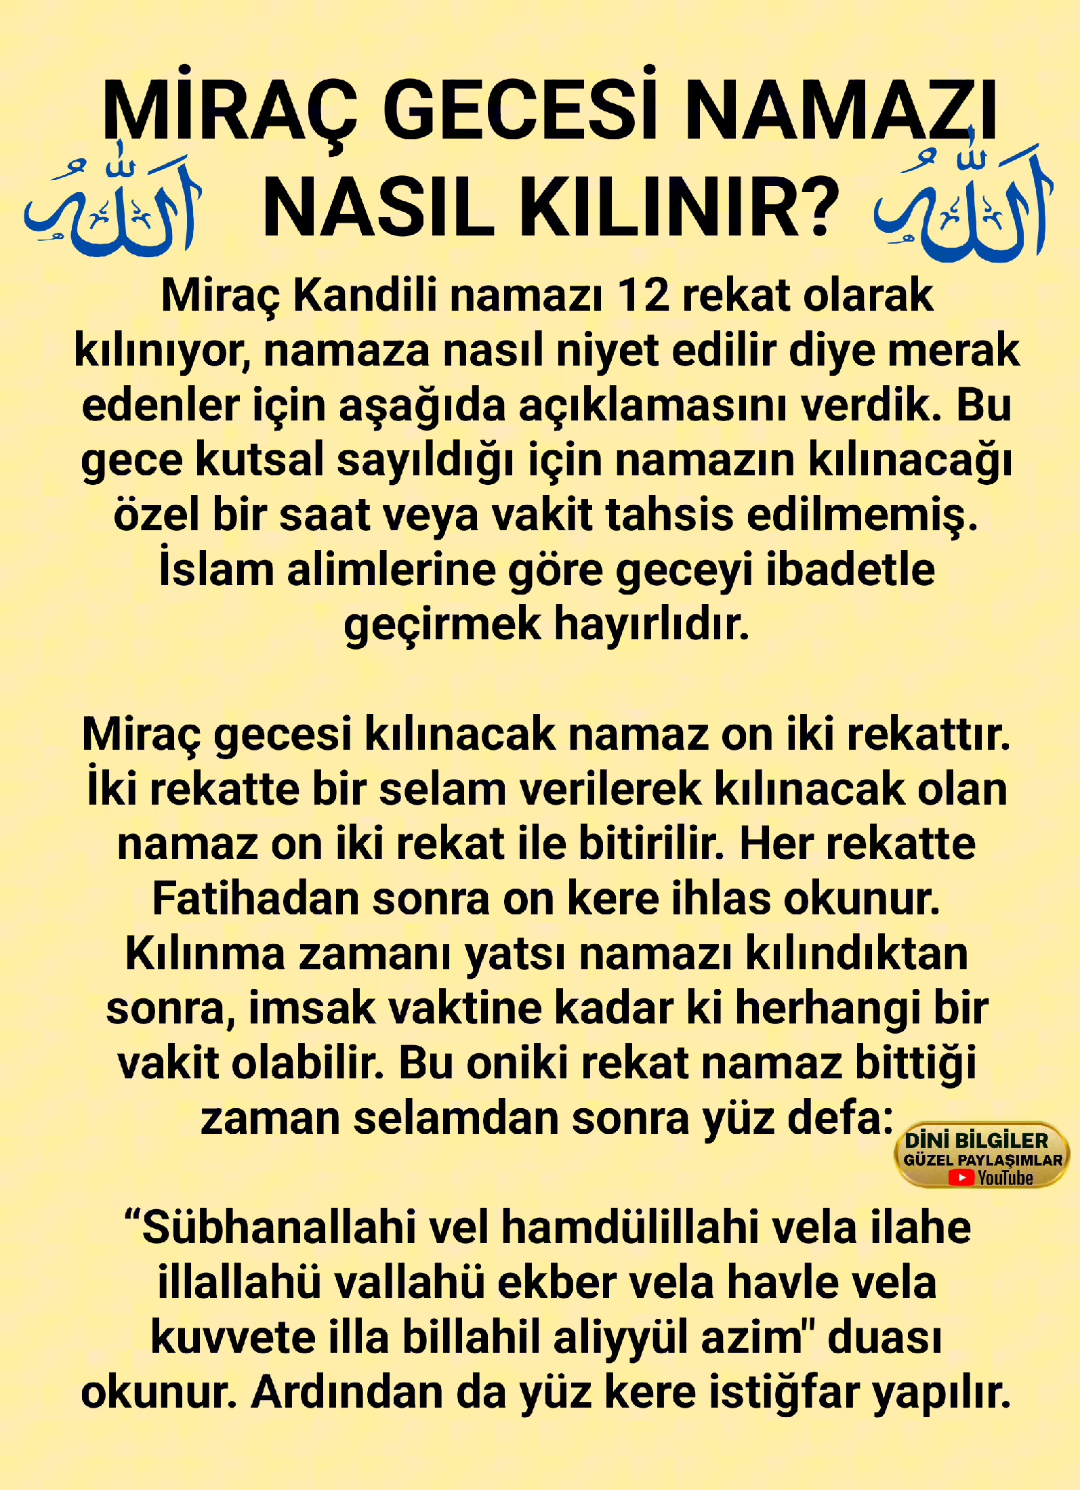 MİRAÇ GECESİ NAMAZI
NASIL KILINIR?
اَللّٰهُ
اَللّٰهُ
Miraç Kandili namazı 12 rekat olarak
kılınıyor, namaza nasıl niyet edilir diye merak
edenler için aşağıda açıklamasını verdik. Bu
gece kutsal sayıldığı için namazın kılınacağı
özel bir saat veya vakit tahsis edilmemiş.
İslam alimlerine göre geceyi ibadetle
geçirmek hayırlıdır.
Miraç gecesi kılınacak namaz on iki rekattır.
İki rekatte bir selam verilerek kılınacak olan
namaz on iki rekat ile bitirilir. Her rekatte
Fatihadan sonra on kere ihlas okunur.
Kılınma zamanı yatsı namazı kılındıktan
sonra, imsak vaktine kadar ki herhangi bir
vakit olabilir. Bu oniki rekat namaz bittiği
zaman selamdan sonra yüz defa:
DİNİ BİLGİLER
GÜZEL PAYLAŞIMLAR
YouTube
“Sübhanallahi vel hamdülillahi vela ilahe
illallahü vallahü ekber vela havle vela
kuvvete illa billahil aliyyül azim" duası
okunur. Ardından da yüz kere istiğfar yapılır.